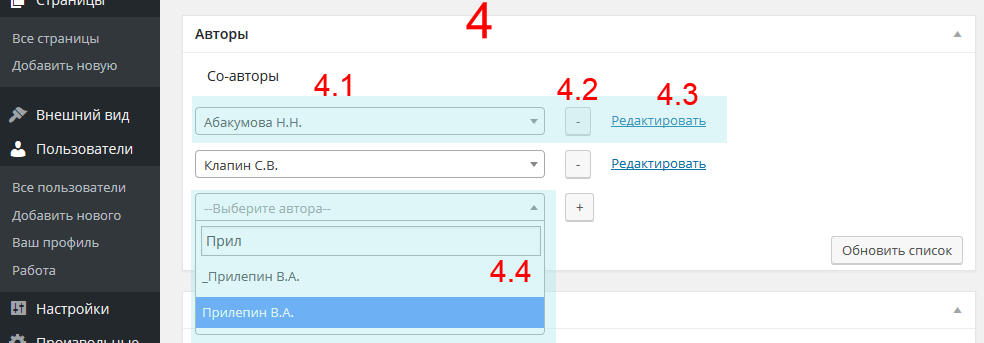 Страницы
Все страницы
Добавить новую
Внешний вид
Пользователи
Все пользователи
Добавить нового
Ваш профиль
Работа
Настройки
Произвольные
4
Авторы
Со-авторы
4.1
4.2
4.3
Абакумова Н.Н.
-
Редактировать
Клапин С.В.
-
Редактировать
--Выберите автора--
+
Прил
_Прилепин В.А.
4.4
Прилепин В.А.
Обновить список